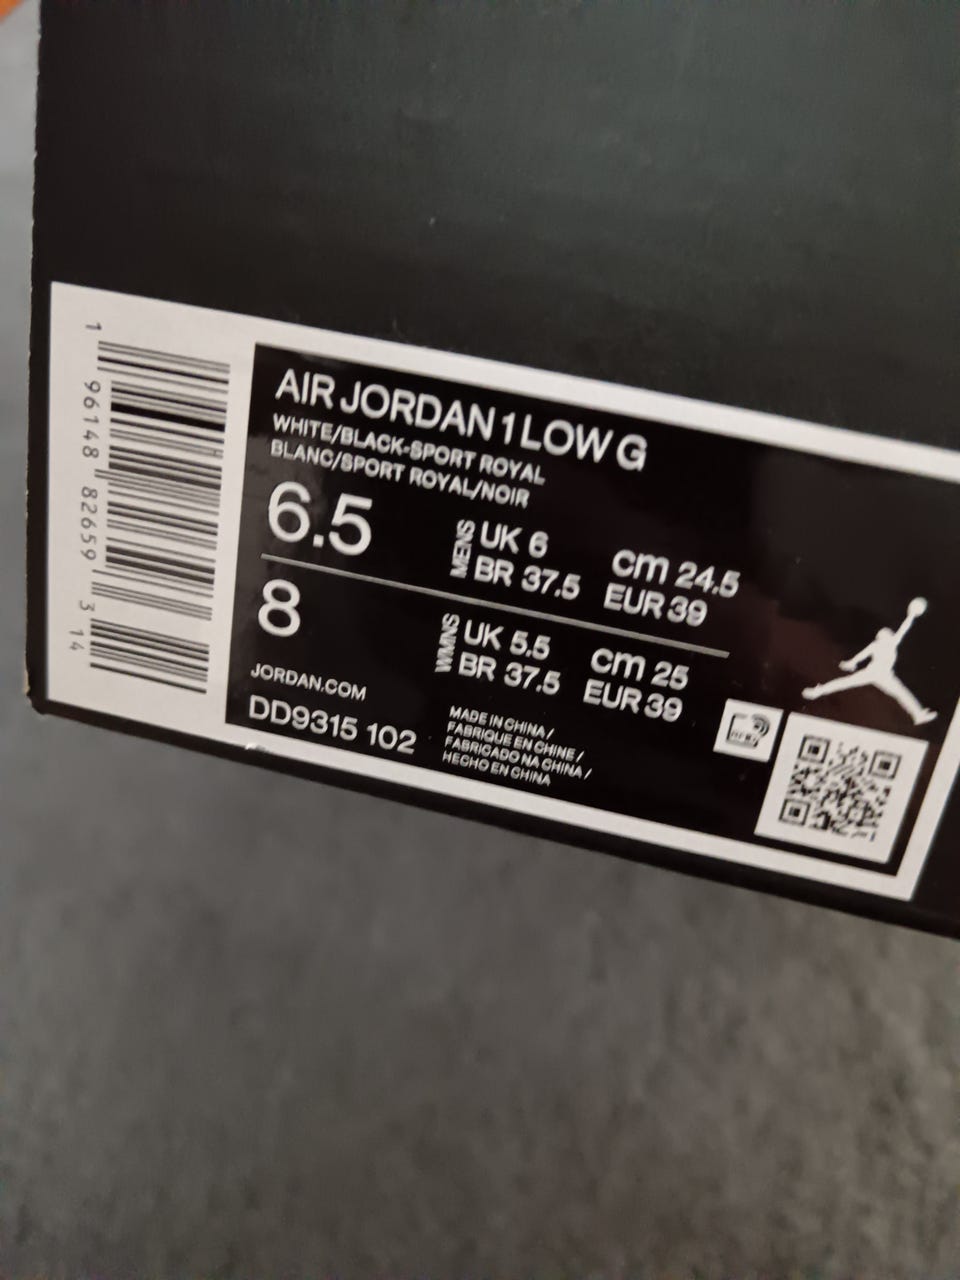 AIR JORDAN 1 LOW G
WHITE/BLACK-SPORT ROYAL
BLANC/SPORT ROYAL/NOIR
6.5
MENS
UK 6
BR 37.5
cm 24.5
EUR 39
8
WMNS
UK 5.5
BR 37.5
cm 25
EUR 39
JORDAN.COM
DD9315 102
MADE IN CHINA /
FABRIQUE EN CHINE /
FABRICADO NA CHINA /
HECHO EN CHINA
1 96148 82659 3 14